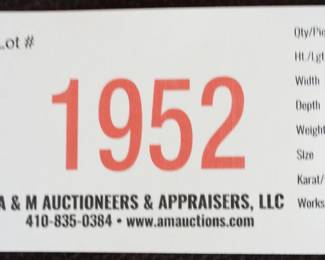 Lot #
1952
A & M AUCTIONEERS & APPRAISERS, LLC
410-835-0384 • www.amauctions.com
Qty/Pie
Ht./Lgt
Width
Depth
Weight
Size
Karat/
Works